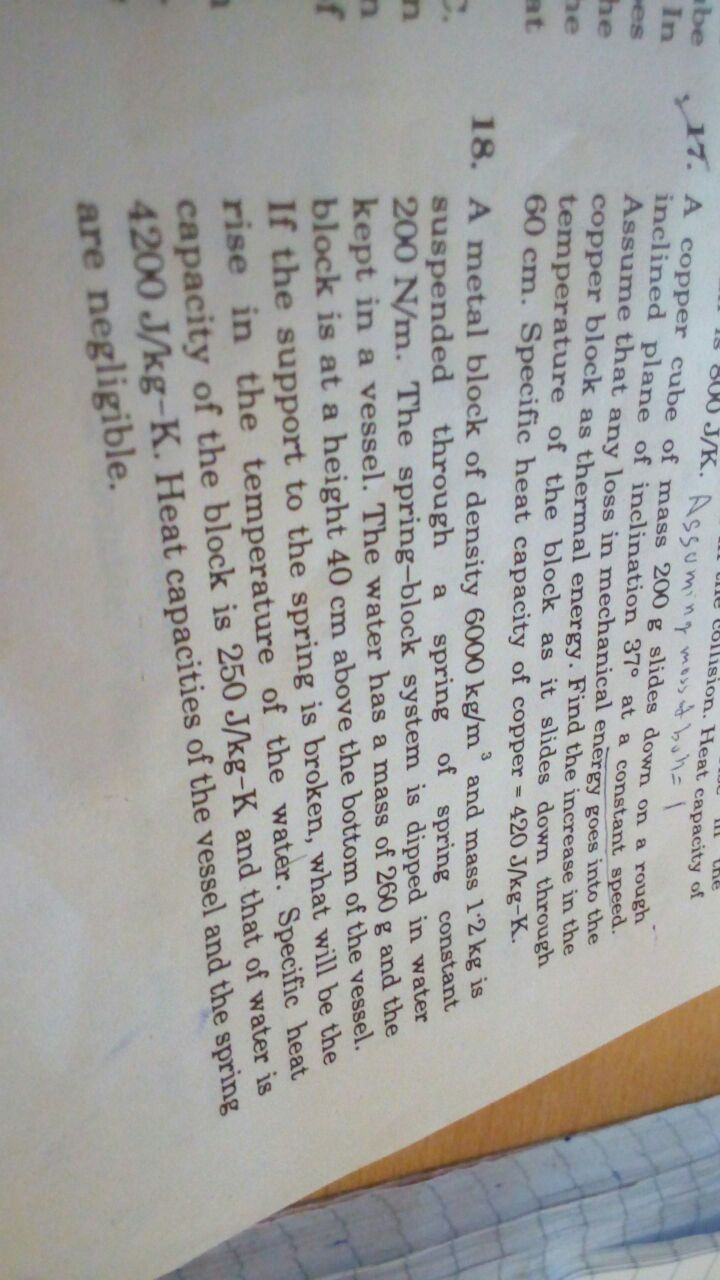 be
In
es
he
he
at
C.
n
n
f
is 800 J/K. Assuming mass of
collision. Heat capacity of
17. A copper cube of mass 200 g slides down on a rough
inclined plane of inclination 37° at a constant speed.
Assume that any loss in mechanical energy goes into the
copper block as thermal energy. Find the increase in the
temperature of the block as it slides down through
60 cm. Specific heat capacity of copper = 420 J/kg-K.
18. A metal block of density 6000 kg/m³ and mass 1·2 kg is
suspended through a spring of spring constant
200 N/m. The spring-block system is dipped in water
kept in a vessel. The water has a mass of 260 g and the
block is at a height 40 cm above the bottom of the vessel.
If the support to the spring is broken, what will be the
rise in the temperature of the water. Specific heat
capacity of the block is 250 J/kg-K and that of water is
4200 J/kg-K. Heat capacities of the vessel and the spring
are negligible.